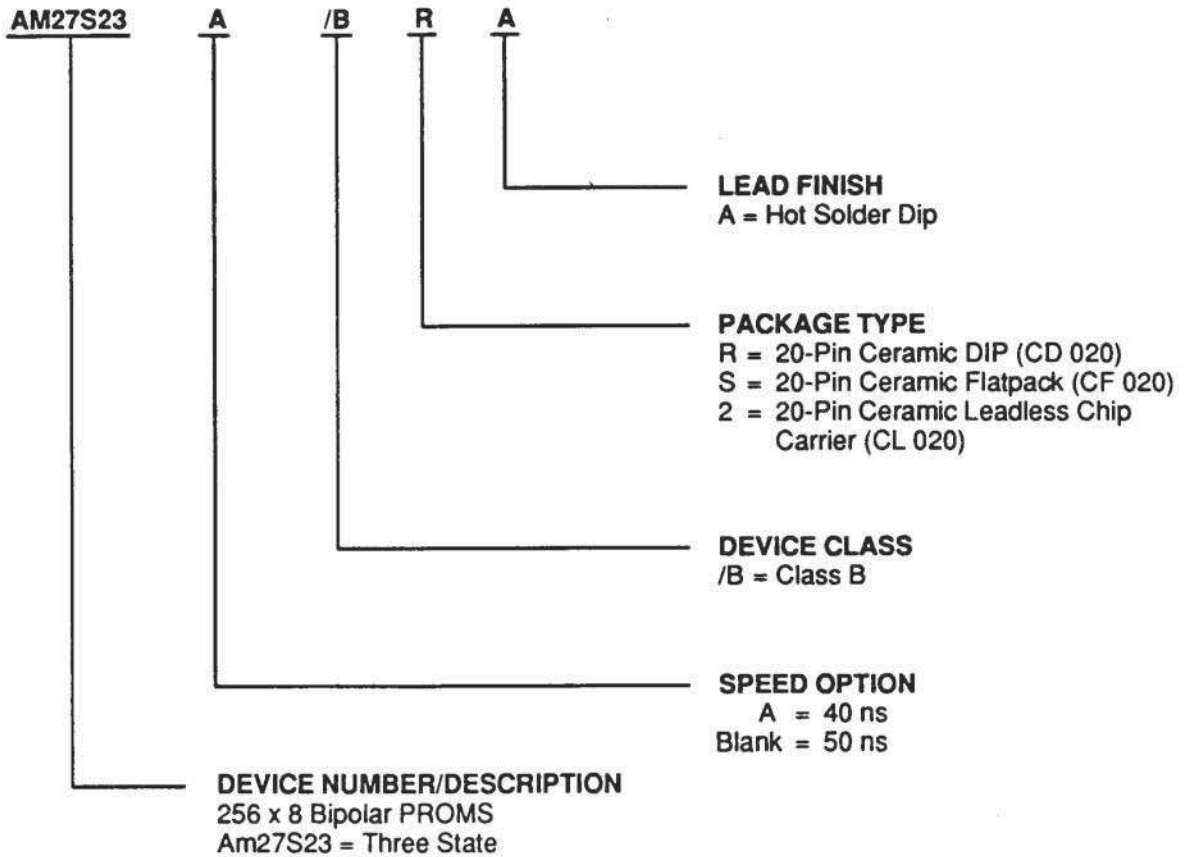 AM27S23 A /B R A
LEAD FINISH
A = Hot Solder Dip
PACKAGE TYPE
R = 20-Pin Ceramic DIP (CD 020)
S = 20-Pin Ceramic Flatpack (CF 020)
2 = 20-Pin Ceramic Leadless Chip
Carrier (CL 020)
DEVICE CLASS
/B = Class B
SPEED OPTION
A = 40 ns
Blank = 50 ns
DEVICE NUMBER/DESCRIPTION
256 x 8 Bipolar PROMS
Am27S23 = Three State